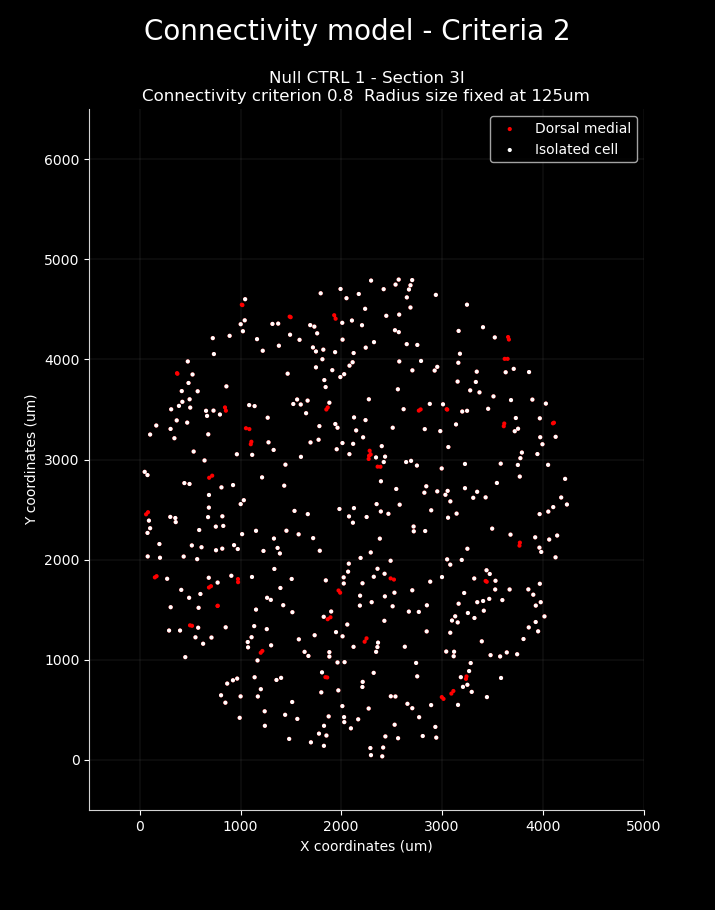 Connectivity model - Criteria 2
Null CTRL 1 - Section 3I
Connectivity criterion 0.8  Radius size fixed at 125um
Dorsal medial
Isolated cell
6000
5000
4000
3000
2000
1000
0
Y coordinates (um)
0 1000 2000 3000 4000 5000
X coordinates (um)